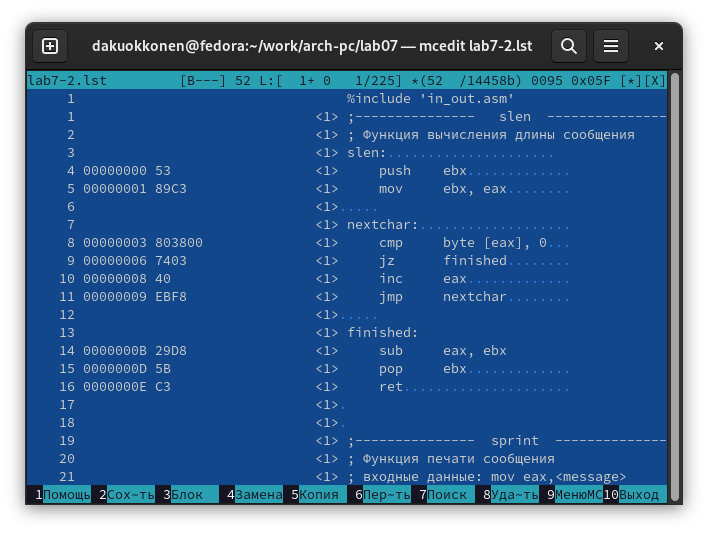 dakuokkonen@fedora:~/work/arch-pc/lab07 — mcedit lab7-2.lst
lab7-2.lst         [B---] 52 L:[  1+ 0   1/225] *(52  /14458b) 0095 0x05F [*][X]
1                                  %include 'in_out.asm'
1                              <1> ;---------------   slen  ---------------
2                              <1> ; Функция вычисления длины сообщения
3                              <1> slen:.....................
4 00000000 53                  <1>     push    ebx.............
5 00000001 89C3                <1>     mov     ebx, eax........
6                              <1>.....
7                              <1> nextchar:...................
8 00000003 803800              <1>     cmp     byte [eax], 0...
9 00000006 7403                <1>     jz      finished........
10 00000008 40                  <1>     inc     eax.............
11 00000009 EBF8                <1>     jmp     nextchar........
12                              <1>.....
13                              <1> finished:
14 0000000B 29D8                <1>     sub     eax, ebx
15 0000000D 5B                  <1>     pop     ebx.............
16 0000000E C3                  <1>     ret.....................
17                              <1>.
18                              <1>.
19                              <1> ;---------------  sprint  --------------
20                              <1> ; Функция печати сообщения
21                              <1> ; входные данные: mov eax,<message>
1Помощь 2Сох~ть 3Блок 4Замена 5Копия 6Пер~ть 7Поиск 8Уда~ть 9МенюMC 10Выход